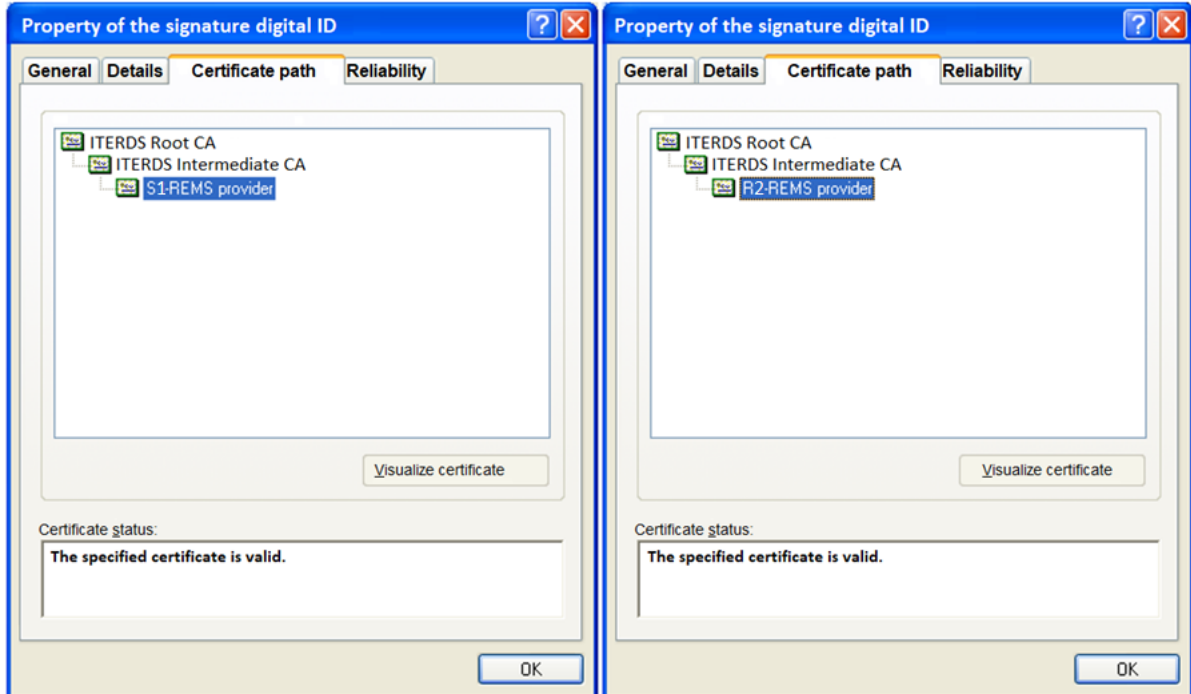 Property of the signature digital ID
General Details Certificate path Reliability
ITERDS Root CA
ITERDS Intermediate CA
S1-REMS provider
Visualize certificate
Certificate status:
The specified certificate is valid.
OK
Property of the signature digital ID
General Details Certificate path Reliability
ITERDS Root CA
ITERDS Intermediate CA
R2-REMS provider
Visualize certificate
Certificate status:
The specified certificate is valid.
OK